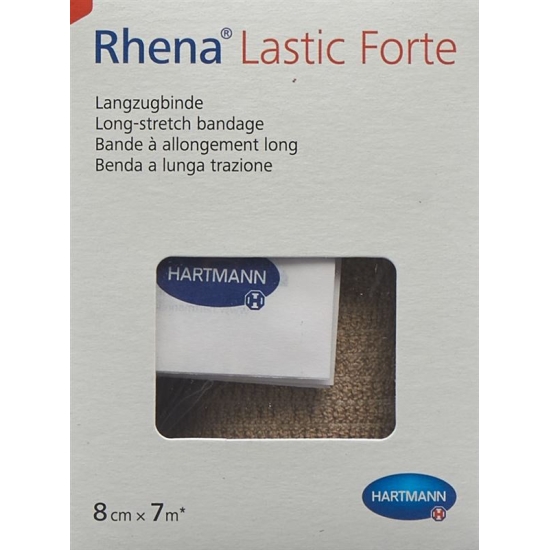 Rhena® Lastic Forte
Langzugbinde
Long-stretch bandage
Bande à allongement long
Benda a lunga trazione
HARTMANN
HARTMANN
8 cm × 7 m*